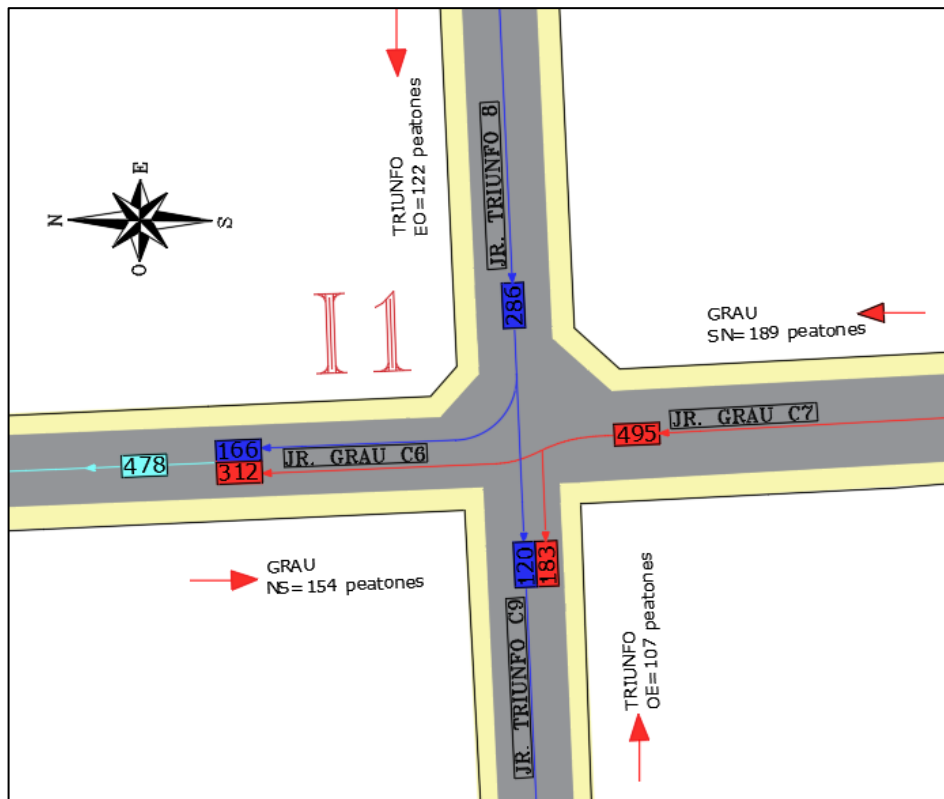 TRIUNFO
EO=122 peatones
JR. TRIUNFO 8
N
E
S
O
I1
286
GRAU
SN=189 peatones
JR. GRAU C7
495
166
312
JR. GRAU C6
478
GRAU
NS=154 peatones
120
183
JR. TRIUNFO C9
TRIUNFO
OE=107 peatones